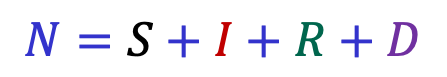 N = S + I + R + D